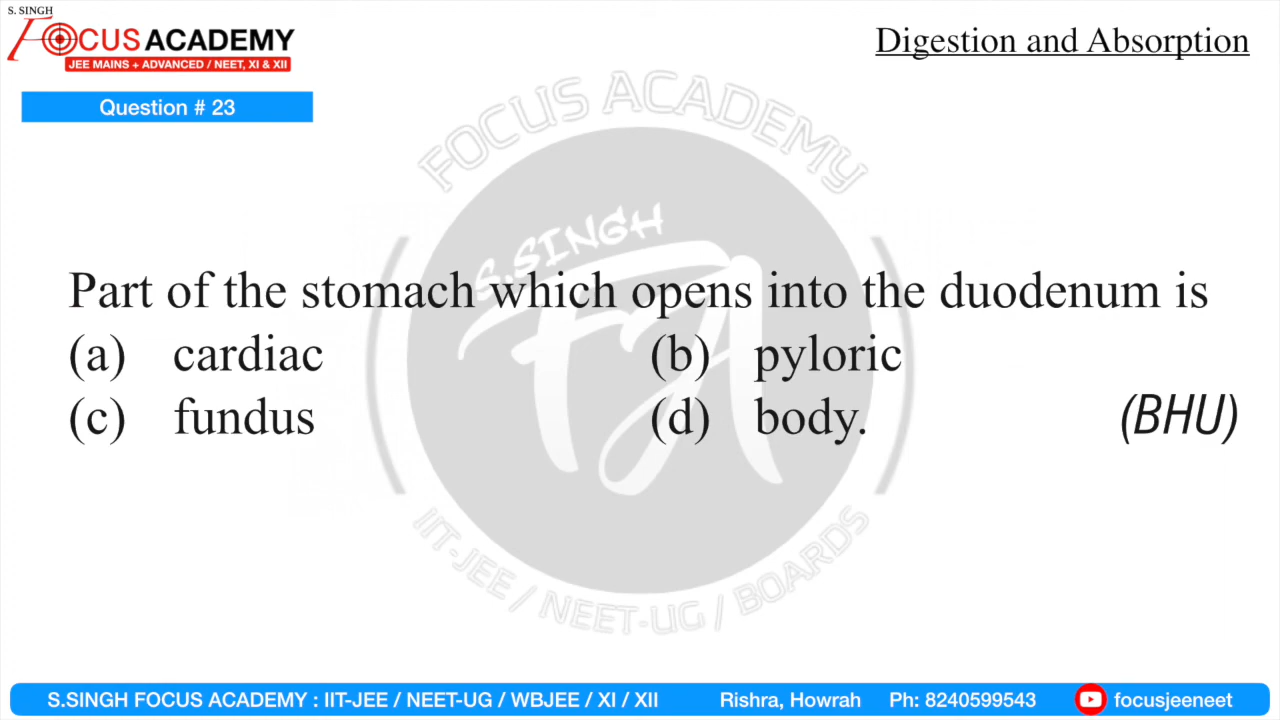 S. SINGH
FOCUS ACADEMY
JEE MAINS + ADVANCED / NEET, XI & XII
Digestion and Absorption
Question # 23
FOCUS ACADEMY
S.SINGH
FA
Part of the stomach which opens into the duodenum is
(a) cardiac (b) pyloric
(c) fundus (d) body. (BHU)
IIT-JEE / NEET-UG / BOARDS
S.SINGH FOCUS ACADEMY : IIT-JEE / NEET-UG / WBJEE / XI / XII Rishra, Howrah Ph: 8240599543 focusjeeneet